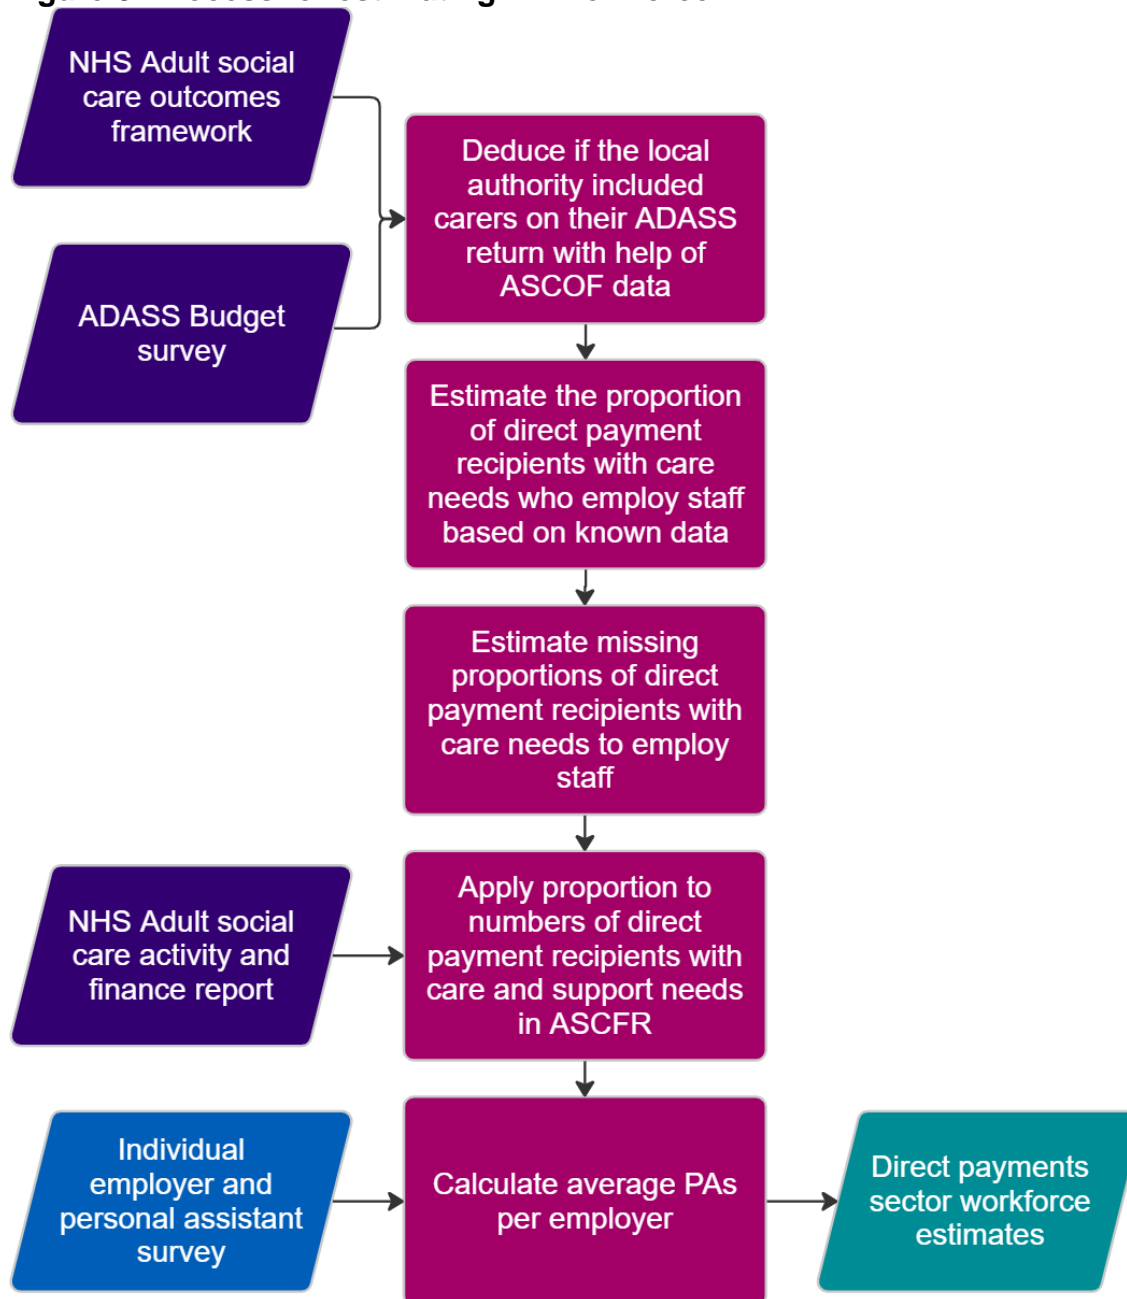 NHS Adult social
care outcomes
framework
ADASS Budget
survey
Deduce if the local
authority included
carers on their ADASS
return with help of
ASCOF data
Estimate the proportion
of direct payment
recipients with care
needs who employ staff
based on known data
Estimate missing
proportions of direct
payment recipients with
care needs to employ
staff
NHS Adult social
care activity and
finance report
Apply proportion to
numbers of direct
payment recipients with
care and support needs
in ASCFR
Individual
employer and
personal assistant
survey
Calculate average PAs
per employer
Direct payments
sector workforce
estimates